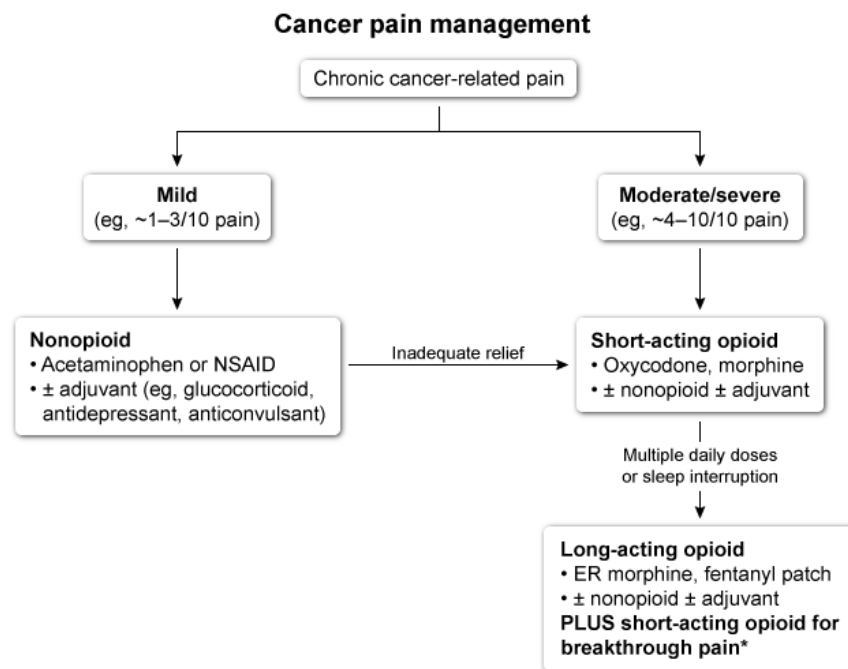 Cancer pain management
Chronic cancer-related pain
Mild
(eg, ~1–3/10 pain)
Moderate/severe
(eg, ~4–10/10 pain)
Nonopioid
• Acetaminophen or NSAID
• ± adjuvant (eg, glucocorticoid,
antidepressant, anticonvulsant)
Inadequate relief
Short-acting opioid
• Oxycodone, morphine
• ± nonopioid ± adjuvant
Multiple daily doses
or sleep interruption
Long-acting opioid
• ER morphine, fentanyl patch
• ± nonopioid ± adjuvant
PLUS short-acting opioid for
breakthrough pain*